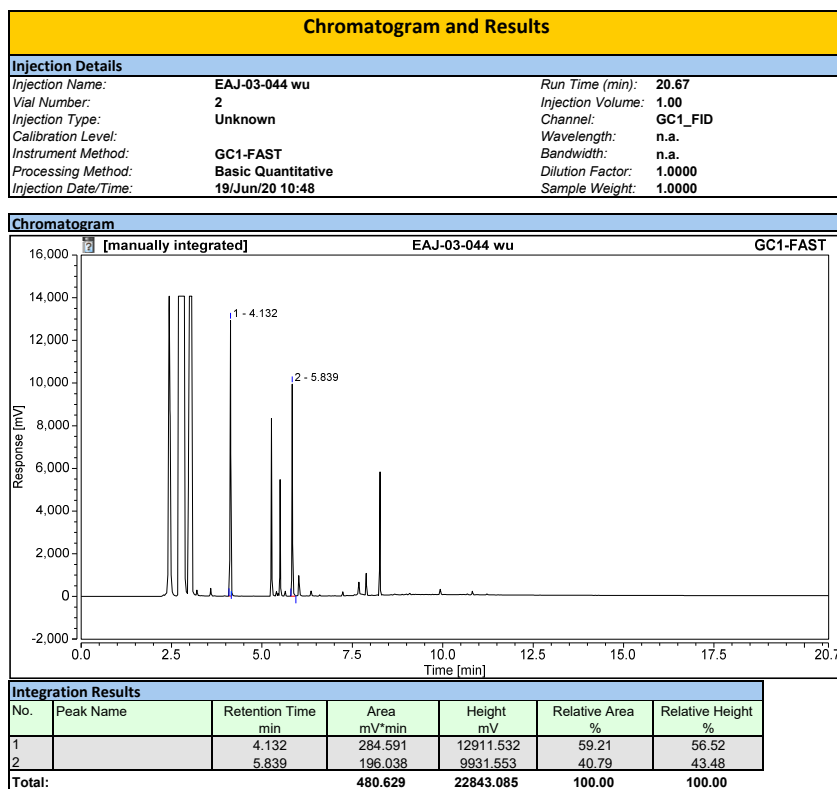 Chromatogram and Results
Injection Details
Injection Name: EAJ-03-044 wu Run Time (min): 20.67
Vial Number: 2 Injection Volume: 1.00
Injection Type: Unknown Channel: GC1_FID
Calibration Level: Wavelength: n.a.
Instrument Method: GC1-FAST Bandwidth: n.a.
Processing Method: Basic Quantitative Dilution Factor: 1.0000
Injection Date/Time: 19/Jun/20 10:48 Sample Weight: 1.0000
Chromatogram
[manually integrated] EAJ-03-044 wu GC1-FAST
16,000
14,000
12,000
10,000
8,000
6,000
4,000
2,000
0
-2,000
Response [mV]
1 - 4.132
2 - 5.839
0.0 2.5 5.0 7.5 10.0 12.5 15.0 17.5 20.7
Time [min]
Integration Results
No. Peak Name Retention Time Area Height Relative Area Relative Height
min mV*min mV % %
1 4.132 284.591 12911.532 59.21 56.52
2 5.839 196.038 9931.553 40.79 43.48
Total: 480.629 22843.085 100.00 100.00